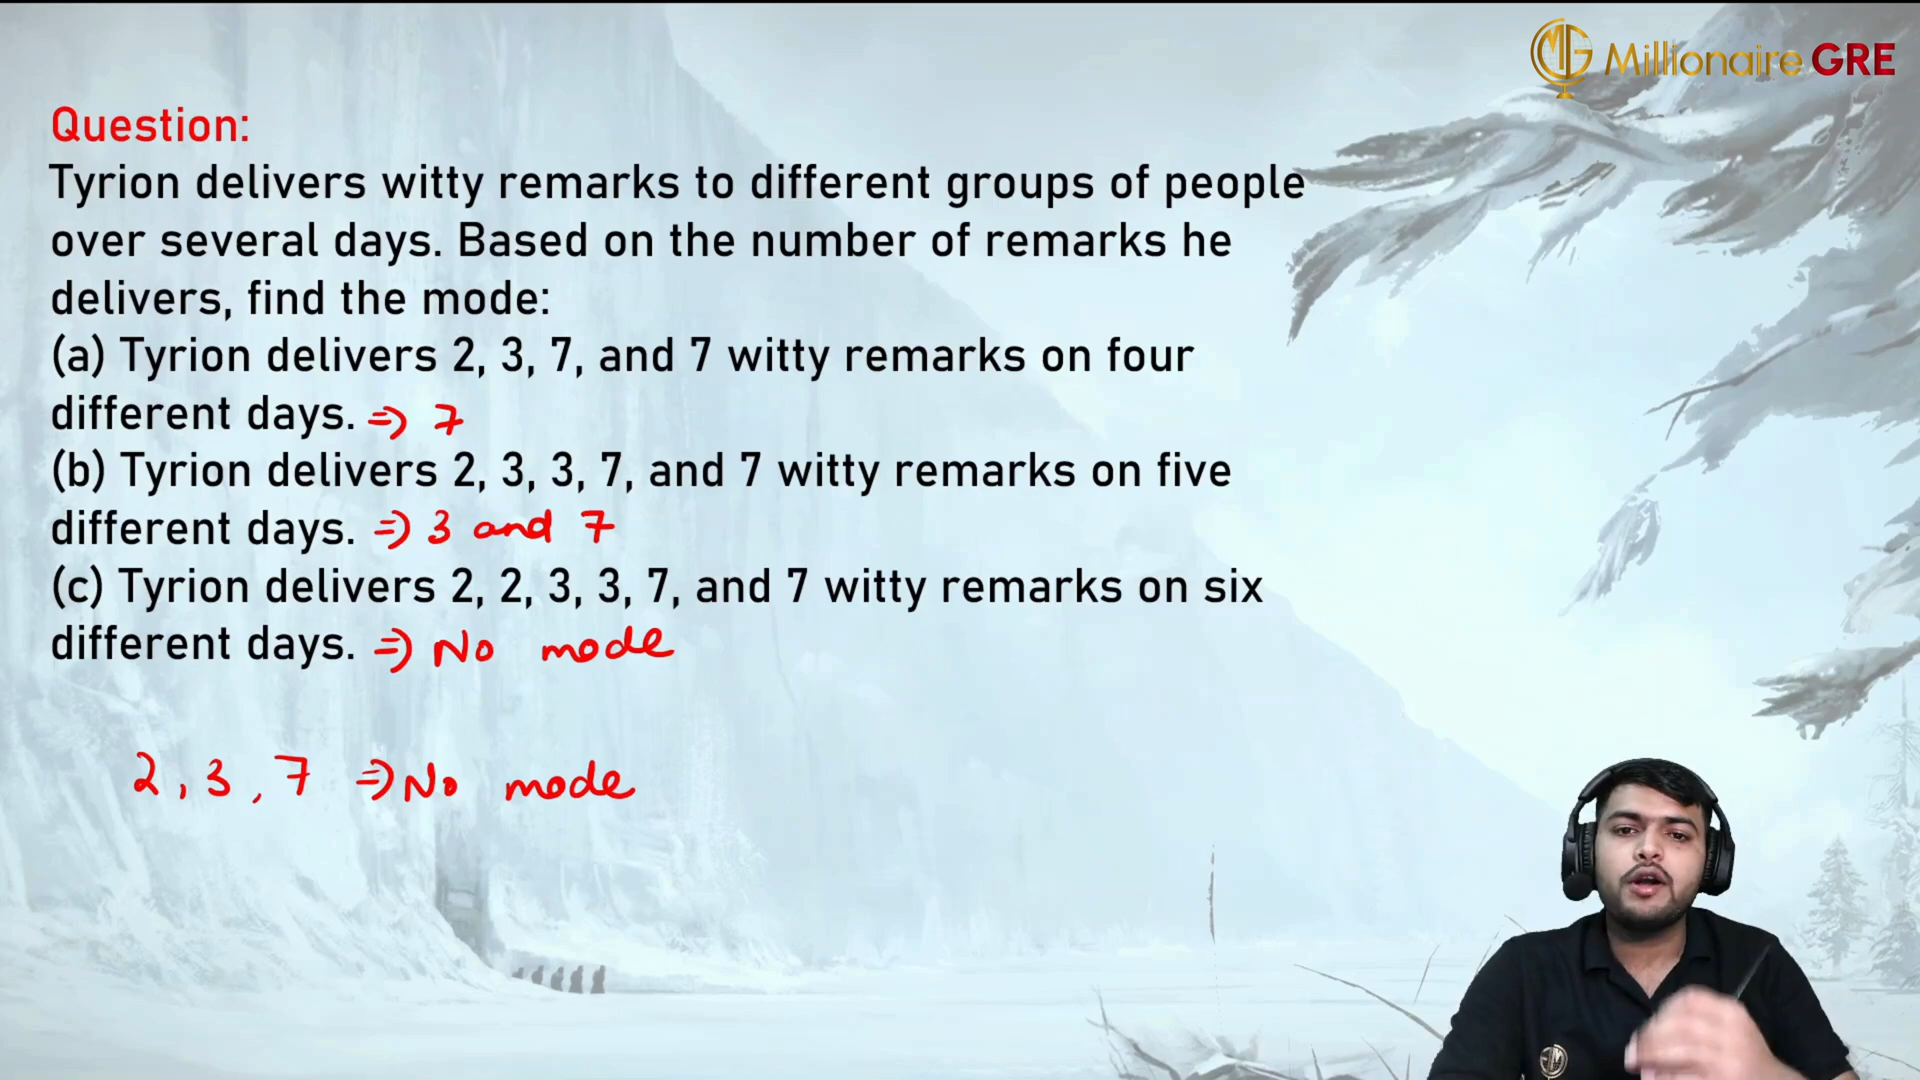 Millionaire GRE
Question:
Tyrion delivers witty remarks to different groups of people
over several days. Based on the number of remarks he
delivers, find the mode:
(a) Tyrion delivers 2, 3, 7, and 7 witty remarks on four
different days. => 7
(b) Tyrion delivers 2, 3, 3, 7, and 7 witty remarks on five
different days. => 3 and 7
(c) Tyrion delivers 2, 2, 3, 3, 7, and 7 witty remarks on six
different days. => No mode
2, 3, 7 => No mode